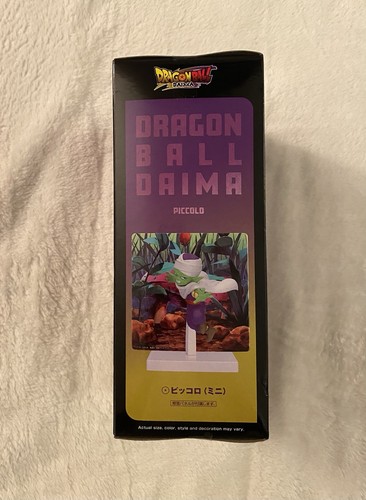 DRAGON BALL
DRAGON
BALL
DAIMA
PICCOLO
ピッコロ (ミニ)
Actual size, color, style and decoration may vary.